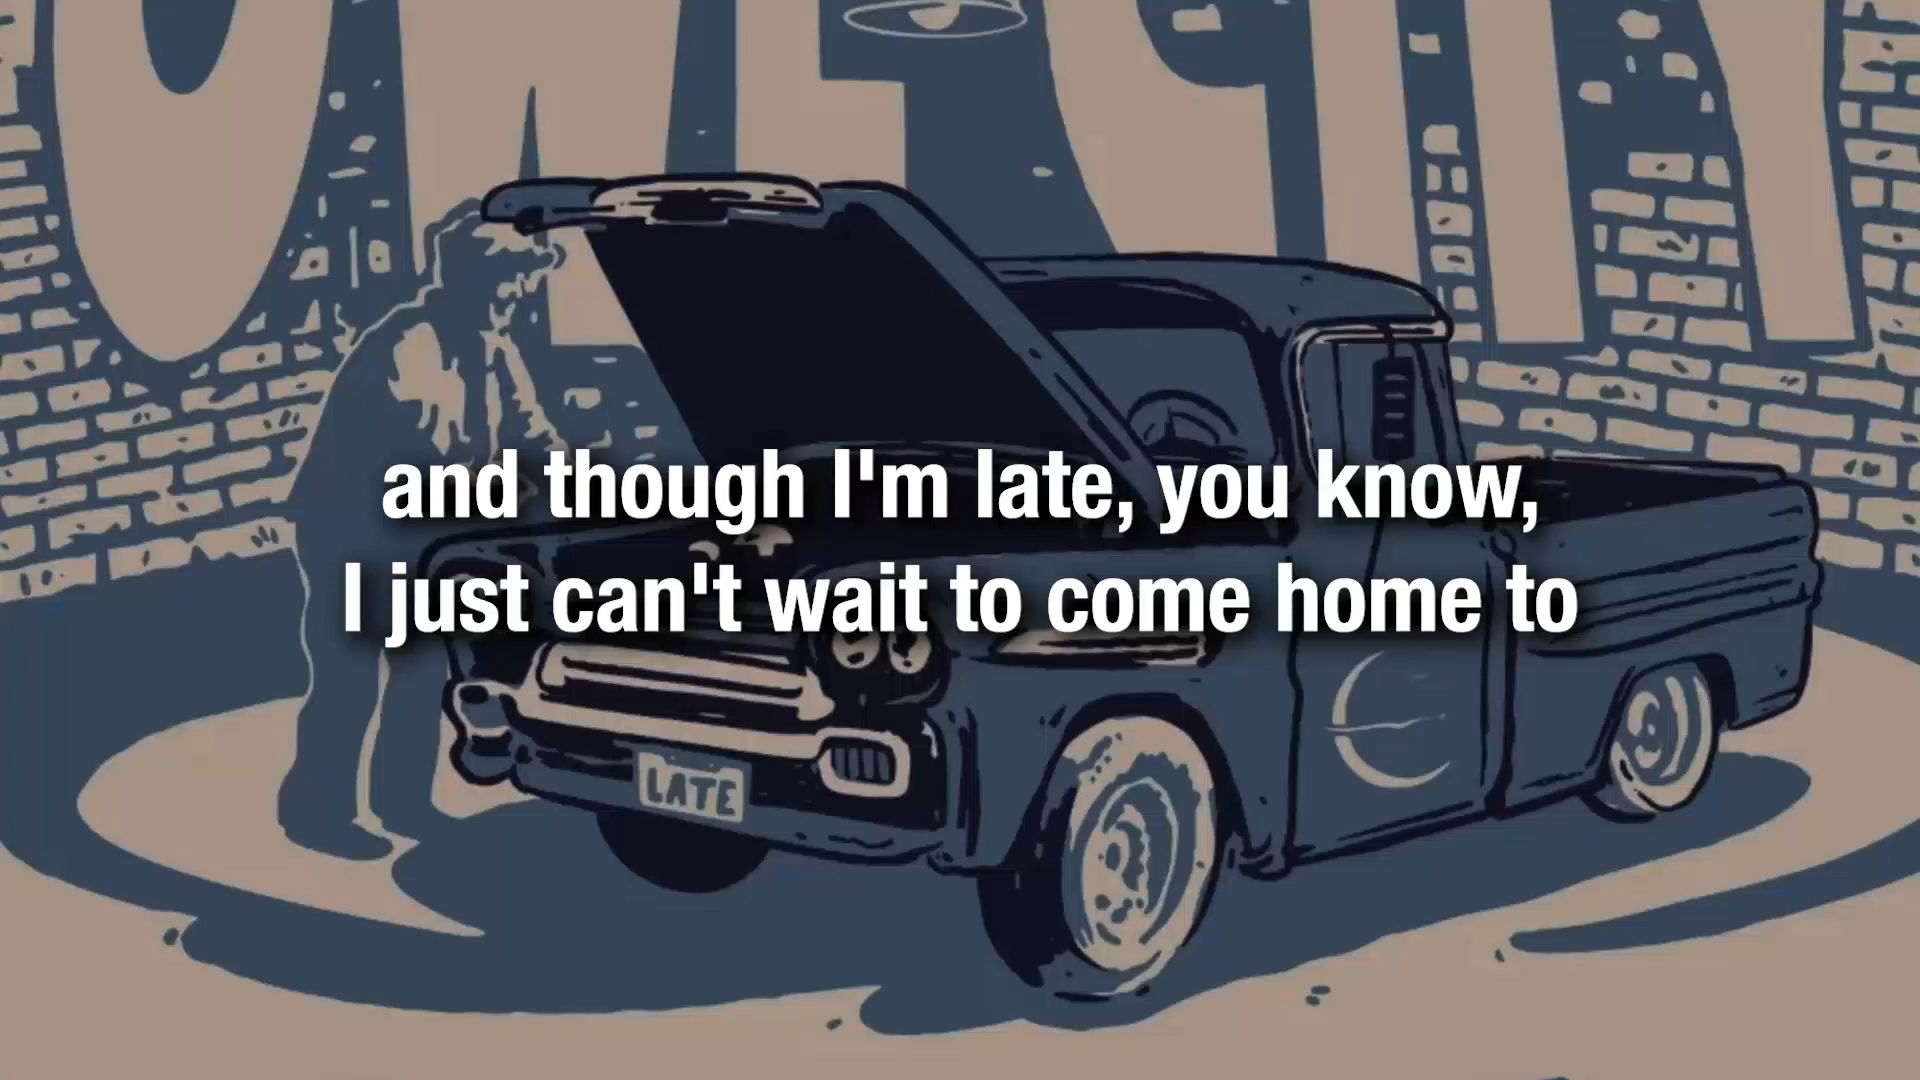 and though I'm late, you know,
I just can't wait to come home to
LATE